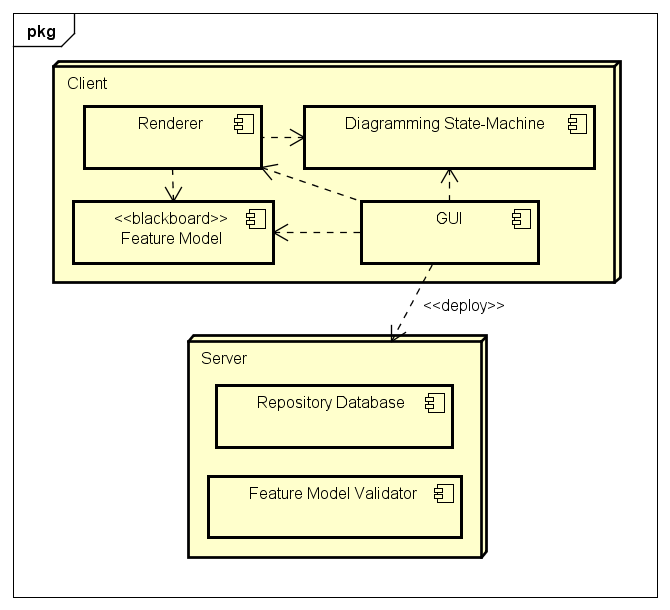 pkg
Client
Renderer
Diagramming State-Machine
<<blackboard>>
Feature Model
GUI
<<deploy>>
Server
Repository Database
Feature Model Validator